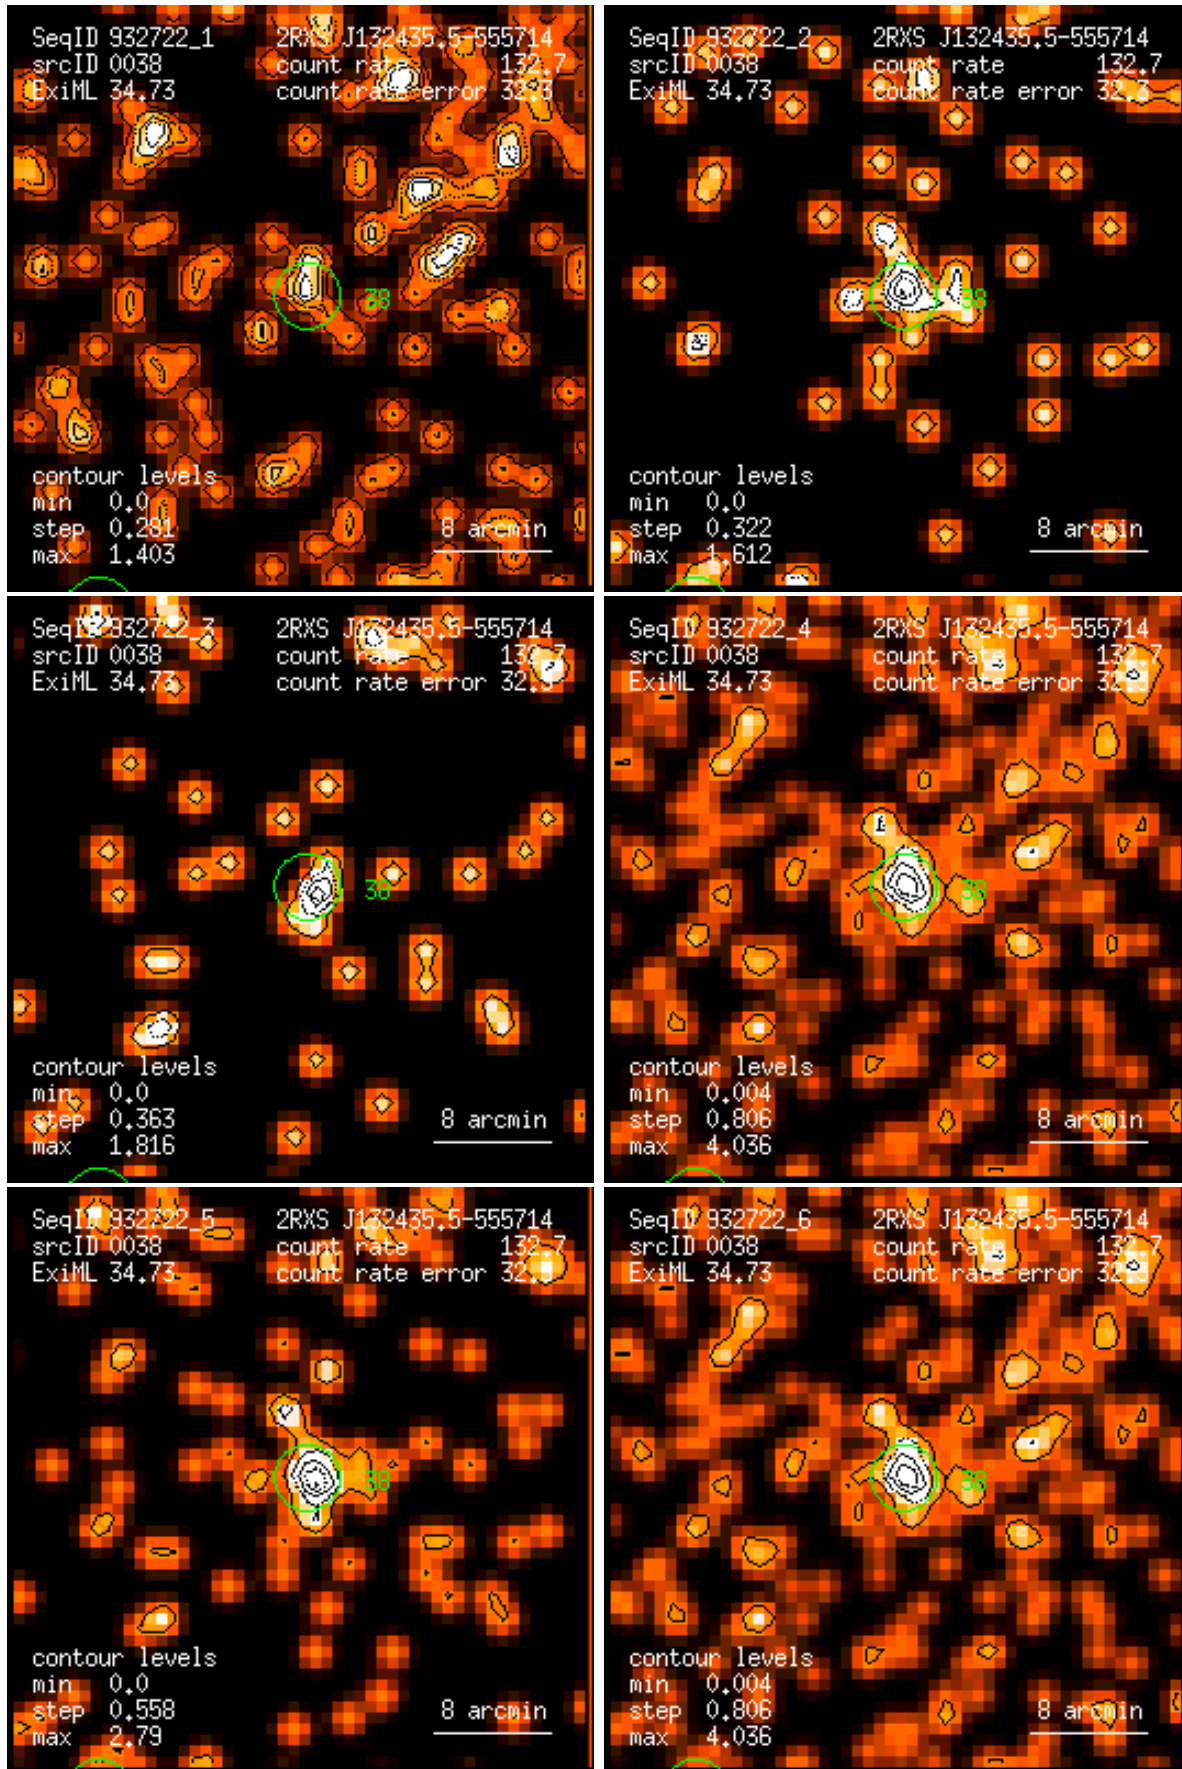 SeqID 932722_1 2RXS J132435.5-555714
srcID 0038 count rate 132.7
ExiML 34.73 count rate error 32.3
38
contour levels
min 0.0
step 0.281
max 1.403
8 arcmin
SeqID 932722_2 2RXS J132435.5-555714
srcID 0038 count rate 132.7
ExiML 34.73 count rate error 32.3
38
contour levels
min 0.0
step 0.322
max 1.612
8 arcmin
SeqID 932722_3 2RXS J132435.5-555714
srcID 0038 count rate 132.7
ExiML 34.73 count rate error 32.3
38
contour levels
min 0.0
step 0.363
max 1.816
8 arcmin
SeqID 932722_4 2RXS J132435.5-555714
srcID 0038 count rate 132.7
ExiML 34.73 count rate error 32.3
38
contour levels
min 0.004
step 0.806
max 4.036
8 arcmin
SeqID 932722_5 2RXS J132435.5-555714
srcID 0038 count rate 132.7
ExiML 34.73 count rate error 32.3
38
contour levels
min 0.0
step 0.558
max 2.79
8 arcmin
SeqID 932722_6 2RXS J132435.5-555714
srcID 0038 count rate 132.7
ExiML 34.73 count rate error 32.3
38
contour levels
min 0.004
step 0.806
max 4.036
8 arcmin